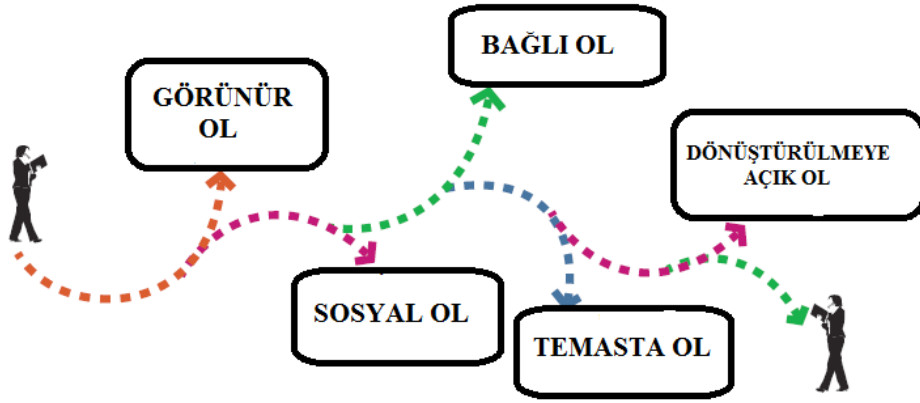 GÖRÜNÜR
OL
SOSYAL OL
BAĞLI OL
TEMASTA OL
DÖNÜŞTÜRÜLMEYE
AÇIK OL